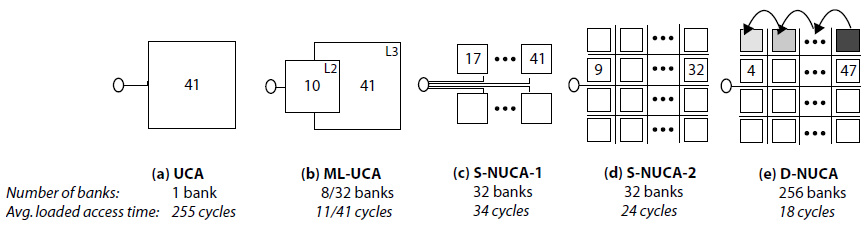 L3
L2
41
10
41
17 ••• 41
•••
•••
9 32
•••
•••
•••
4 47
•••
•••
(a) UCA (b) ML-UCA (c) S-NUCA-1 (d) S-NUCA-2 (e) D-NUCA
Number of banks: 1 bank 8/32 banks 32 banks 32 banks 256 banks
Avg. loaded access time: 255 cycles 11/41 cycles 34 cycles 24 cycles 18 cycles